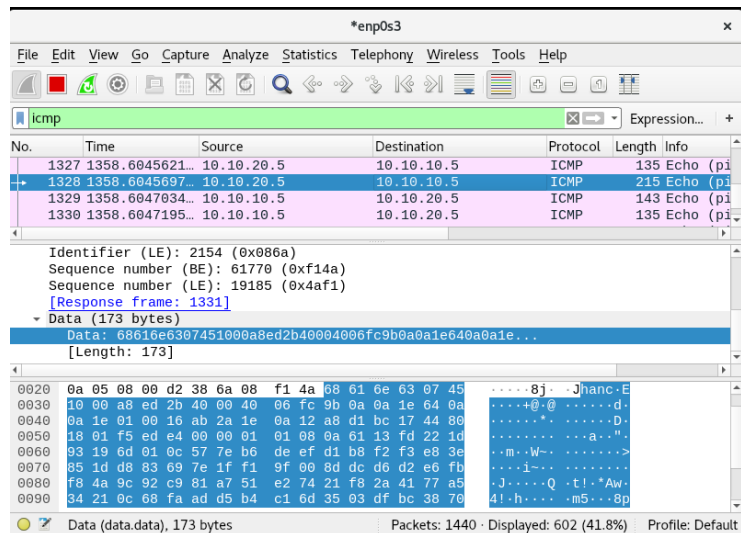 *enp0s3 ×
File Edit View Go Capture Analyze Statistics Telephony Wireless Tools Help
icmp Expression... +
No. Time Source Destination Protocol Length Info
1327 1358.6045621… 10.10.20.5 10.10.10.5 ICMP 135 Echo (pi
1328 1358.6045697… 10.10.20.5 10.10.10.5 ICMP 215 Echo (pi
1329 1358.6047034… 10.10.10.5 10.10.20.5 ICMP 143 Echo (pi
1330 1358.6047195… 10.10.10.5 10.10.20.5 ICMP 135 Echo (pi
Identifier (LE): 2154 (0x086a)
Sequence number (BE): 61770 (0xf14a)
Sequence number (LE): 19185 (0x4af1)
[Response frame: 1331]
Data (173 bytes)
Data: 68616e6307451000a8ed2b40004006fc9b0a0a1e640a0a1e...
[Length: 173]
0020 0a 05 08 00 d2 38 6a 08 f1 4a 68 61 6e 63 07 45 ·····8j· ·Jhanc·E
0030 10 00 a8 ed 2b 40 00 40 06 fc 9b 0a 0a 1e 64 0a ····+@·@ ······d·
0040 0a 1e 01 00 16 ab 2a 1e 0a 12 a8 d1 bc 17 44 80 ······*· ······D·
0050 18 01 f5 ed e4 00 00 01 01 08 0a 61 13 fd 22 1d ········ ···a··"·
0060 93 19 6d 01 0c 57 7e b6 de ef d1 b8 f2 f3 e8 3e ··m··W~· ·······>
0070 85 1d d8 83 69 7e 1f f1 9f 00 8d dc d6 d2 e6 fb ····i~·· ········
0080 f8 4a 9c 92 c9 81 a7 51 e2 74 21 f8 2a 41 77 a5 ·J·····Q ·t!·*Aw·
0090 34 21 0c 68 fa ad d5 b4 c1 6d 35 03 df bc 38 70 4!·h···· ·m5···8p
Data (data.data), 173 bytes Packets: 1440 · Displayed: 602 (41.8%) Profile: Default